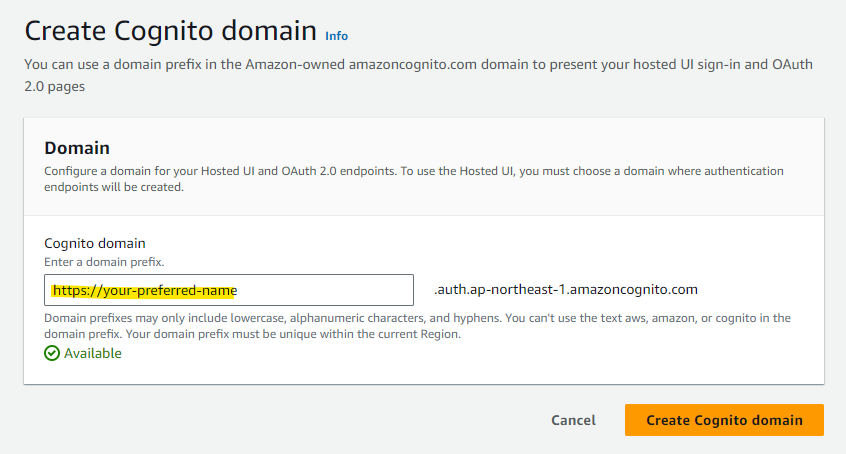 Create Cognito domain Info
You can use a domain prefix in the Amazon-owned amazoncognito.com domain to present your hosted UI sign-in and OAuth
2.0 pages
Domain
Configure a domain for your Hosted UI and OAuth 2.0 endpoints. To use the Hosted UI, you must choose a domain where authentication
endpoints will be created.
Cognito domain
Enter a domain prefix.
https://your-preferred-name .auth.ap-northeast-1.amazoncognito.com
Domain prefixes may only include lowercase, alphanumeric characters, and hyphens. You can't use the text aws, amazon, or cognito in the
domain prefix. Your domain prefix must be unique within the current Region.
Available
Cancel Create Cognito domain